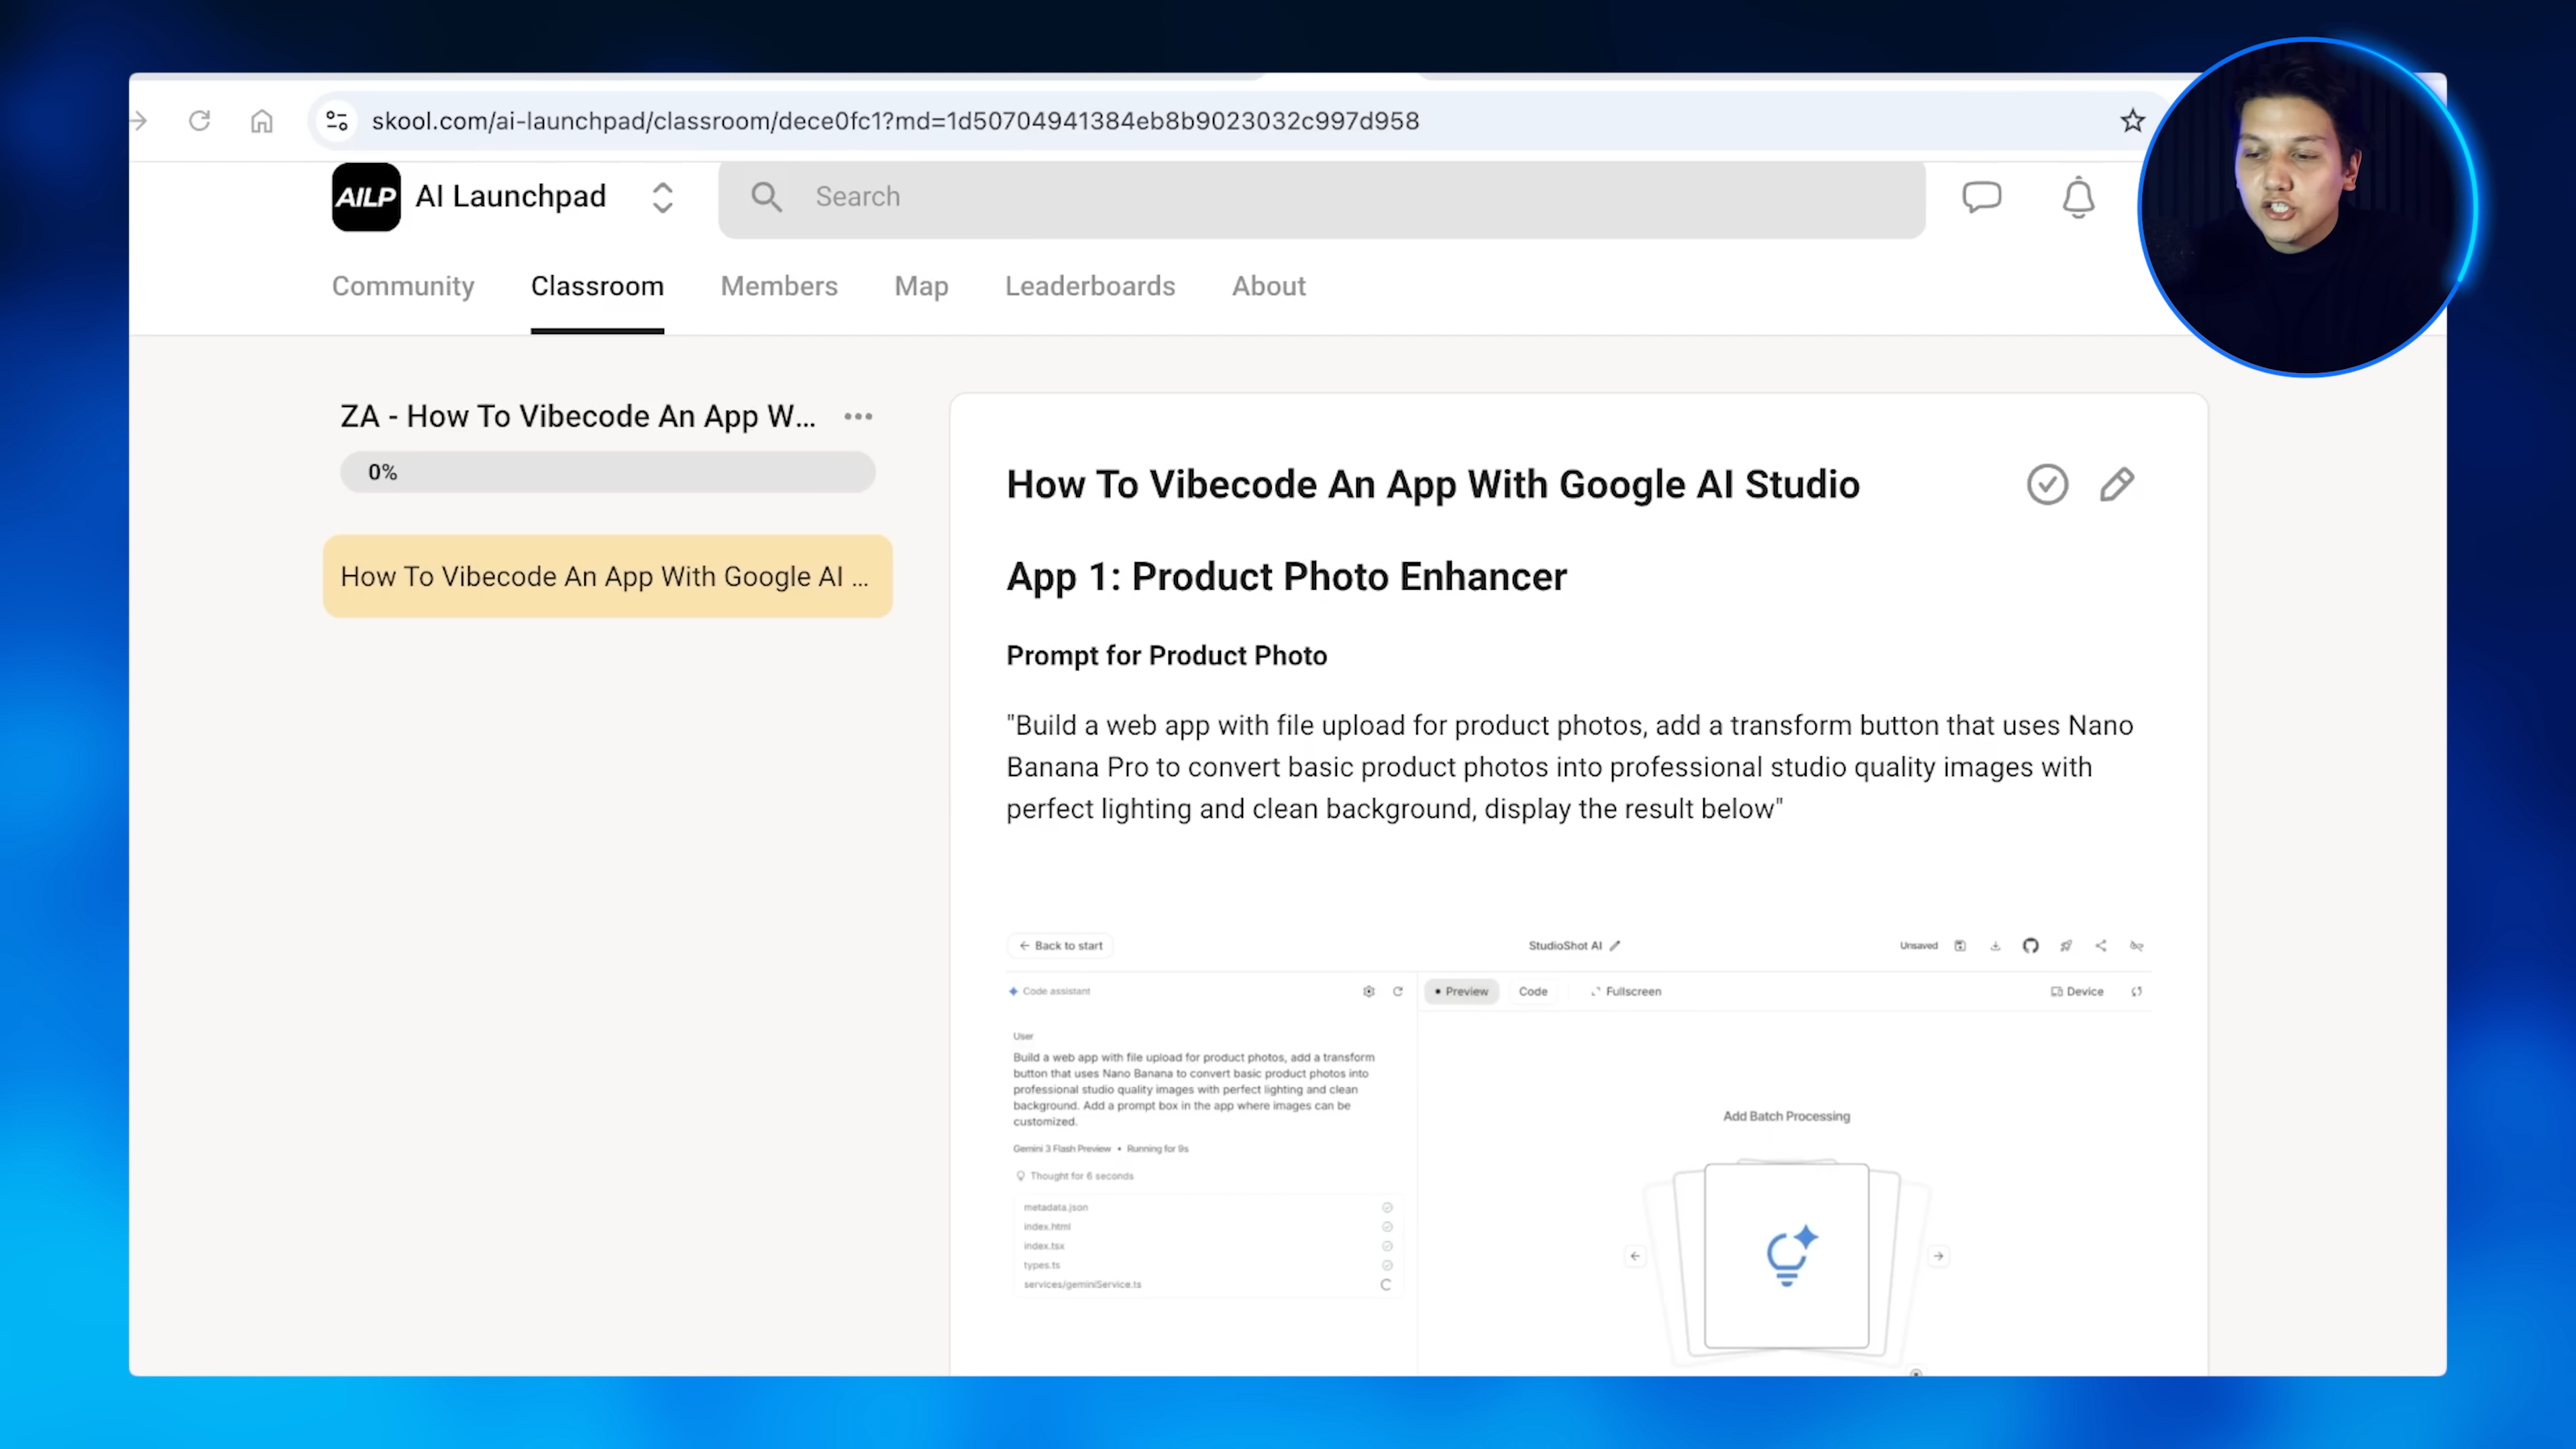 skool.com/ai-launchpad/classroom/dece0fc1?md=1d50704941384eb8b9023032c997d958
AILP AI Launchpad
Search
Community Classroom Members Map Leaderboards About
ZA - How To Vibecode An App W...
0%
How To Vibecode An App With Google AI ...
How To Vibecode An App With Google AI Studio
App 1: Product Photo Enhancer
Prompt for Product Photo
"Build a web app with file upload for product photos, add a transform button that uses Nano
Banana Pro to convert basic product photos into professional studio quality images with
perfect lighting and clean background, display the result below"
Back to start
StudioShot AI
Unsaved
Code assistant
Preview Code Fullscreen
Device
User
Build a web app with file upload for product photos, add a transform
button that uses Nano Banana to convert basic product photos into
professional studio quality images with perfect lighting and clean
background. Add a prompt box in the app where images can be
customized.
Gemini 3 Flash Preview • Running for 9s
Thought for 6 seconds
metadata.json
index.html
index.tsx
types.ts
services/geminiService.ts
Add Batch Processing